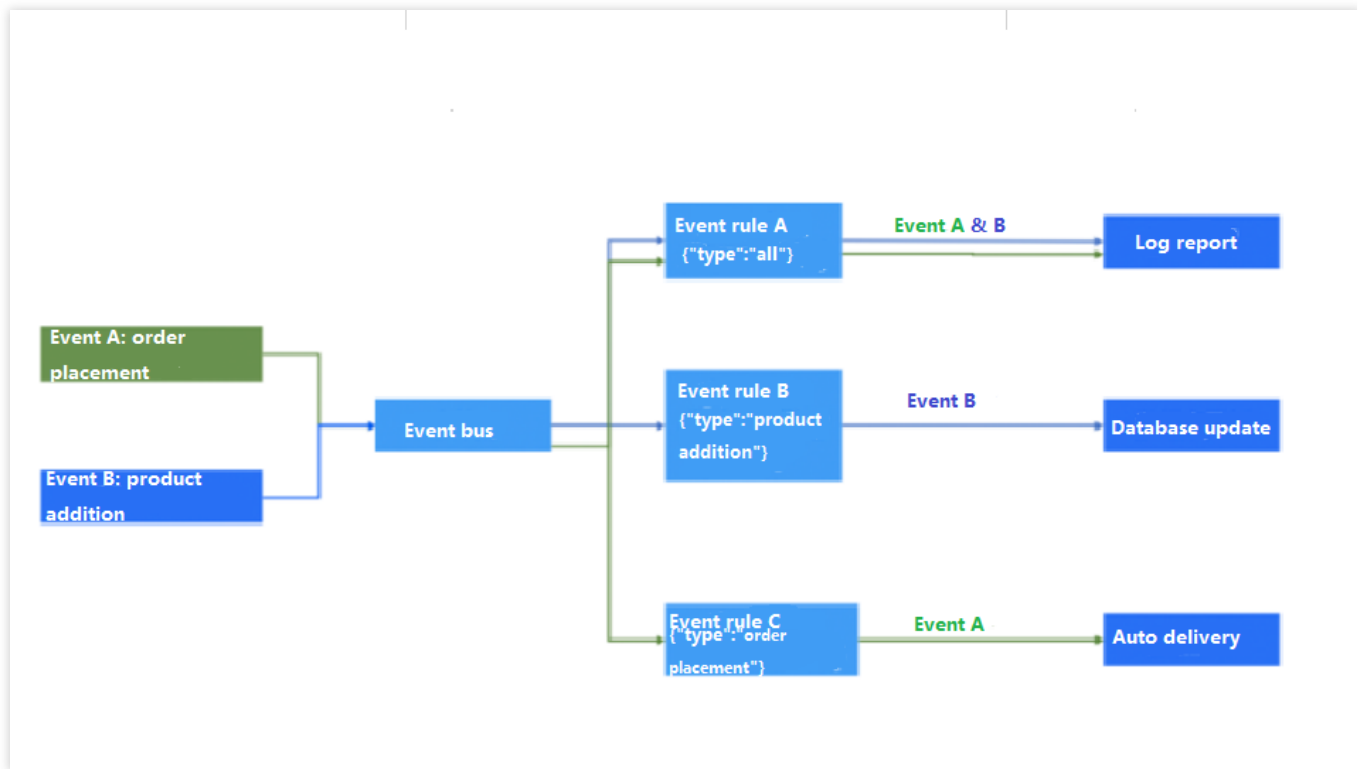 Event rule A
{"type":"all"}
Event A & B
Log report
Event A: order
placement
Event B: product
addition
Event bus
Event rule B
{"type":"product
addition"}
Event B
Database update
Event rule C
{"type":"order
placement"}
Event A
Auto delivery